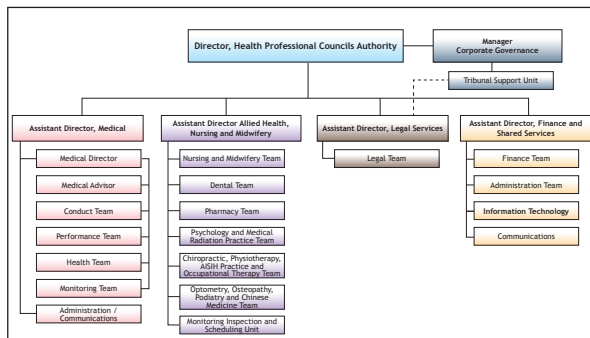 Director, Health Professional Councils Authority
Manager
Corporate Governance
Tribunal Support Unit
Assistant Director, Medical
Medical Director
Medical Advisor
Conduct Team
Performance Team
Health Team
Monitoring Team
Administration /
Communications
Assistant Director Allied Health,
Nursing and Midwifery
Nursing and Midwifery Team
Dental Team
Pharmacy Team
Psychology and Medical
Radiation Practice Team
Chiropractic, Physiotherapy,
AISIH Practice and
Occupational Therapy Team
Optometry, Osteopathy,
Podiatry and Chinese
Medicine Team
Monitoring Inspection and
Scheduling Unit
Assistant Director, Legal Services
Legal Team
Assistant Director, Finance and
Shared Services
Finance Team
Administration Team
Information Technology
Communications